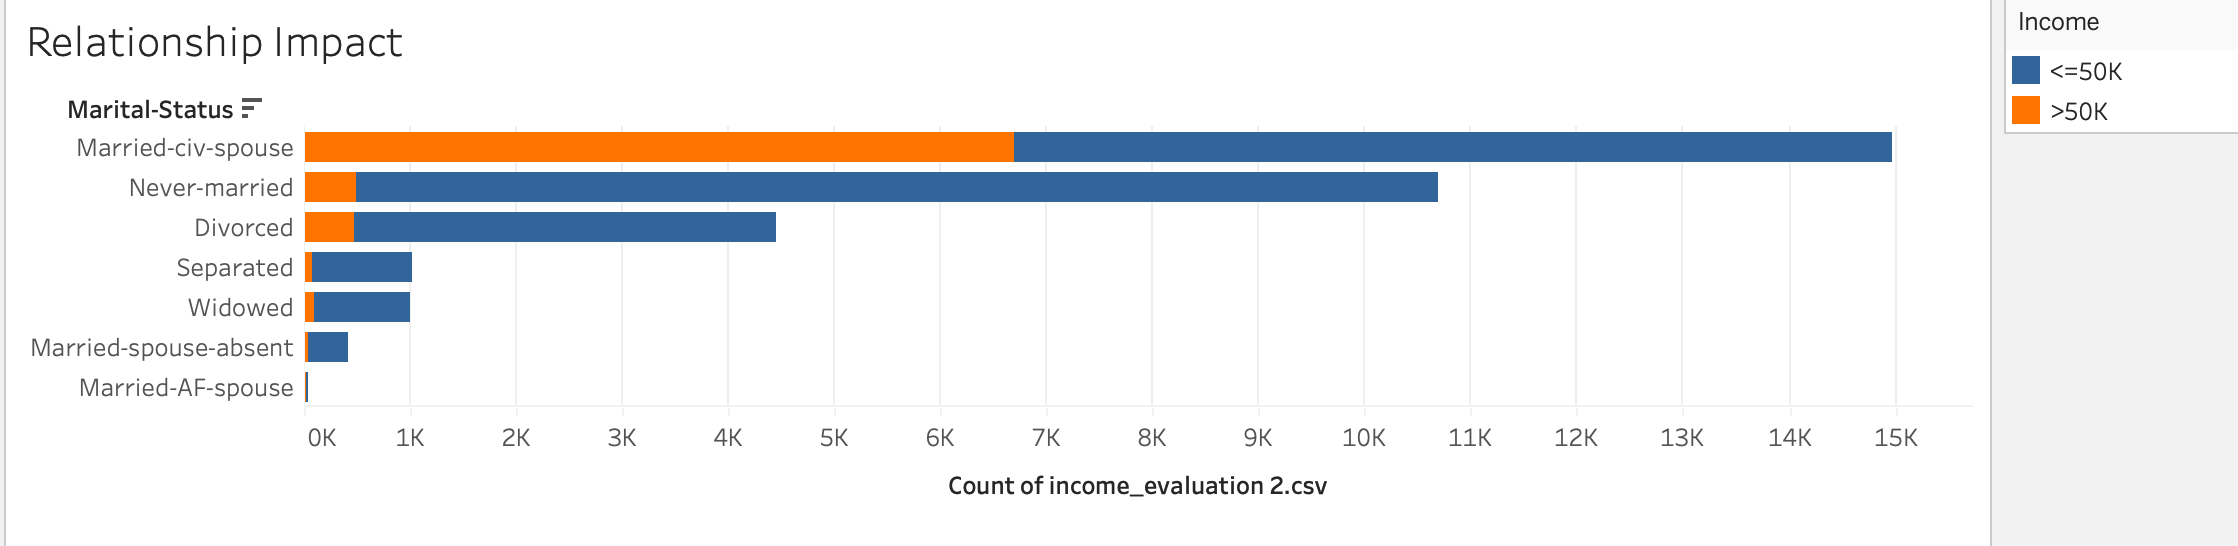 Relationship Impact
Income
<=50K
>50K
Marital-Status
Married-civ-spouse
Never-married
Divorced
Separated
Widowed
Married-spouse-absent
Married-AF-spouse
0K 1K 2K 3K 4K 5K 6K 7K 8K 9K 10K 11K 12K 13K 14K 15K
Count of income_evaluation 2.csv